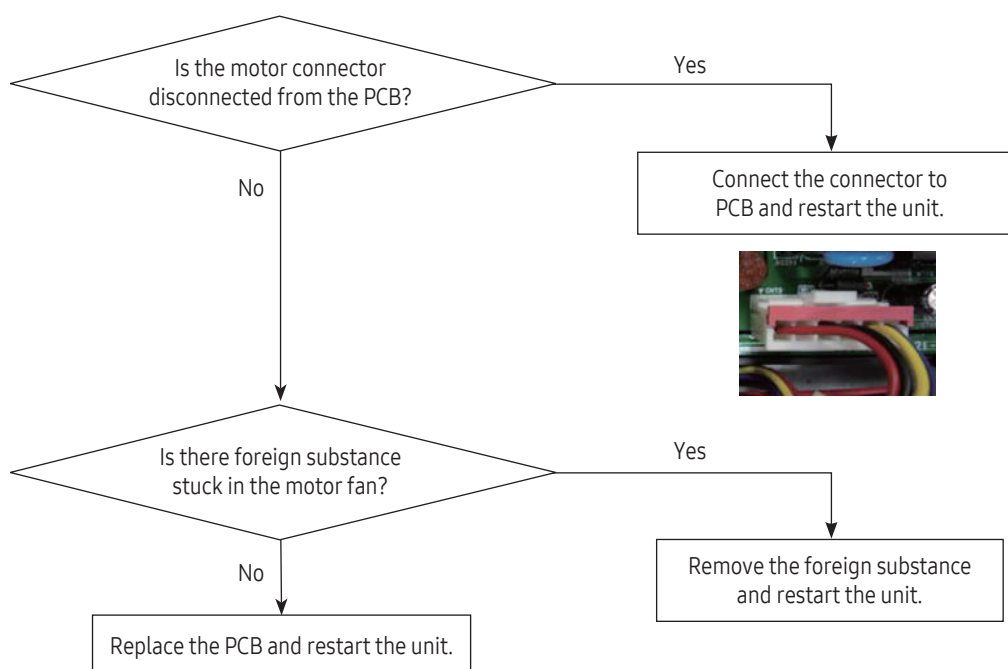 Is the motor connector
disconnected from the PCB?
Yes
No
Connect the connector to
PCB and restart the unit.
Is there foreign substance
stuck in the motor fan?
Yes
No
Remove the foreign substance
and restart the unit.
Replace the PCB and restart the unit.